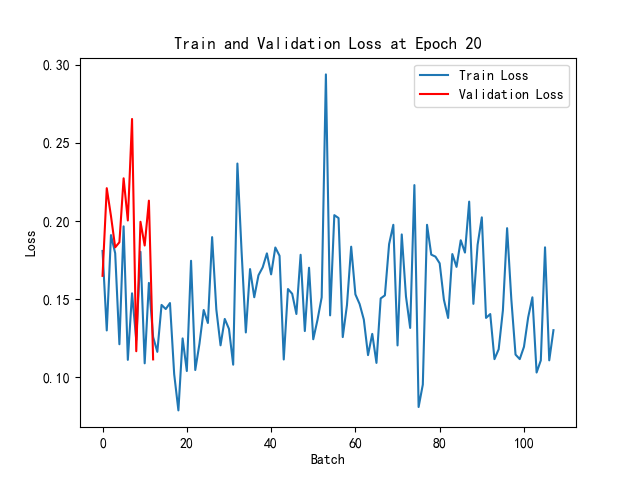 Train and Validation Loss at Epoch 20
Train Loss
Validation Loss
Loss
0.30
0.25
0.20
0.15
0.10
0
20
40
60
80
100
Batch